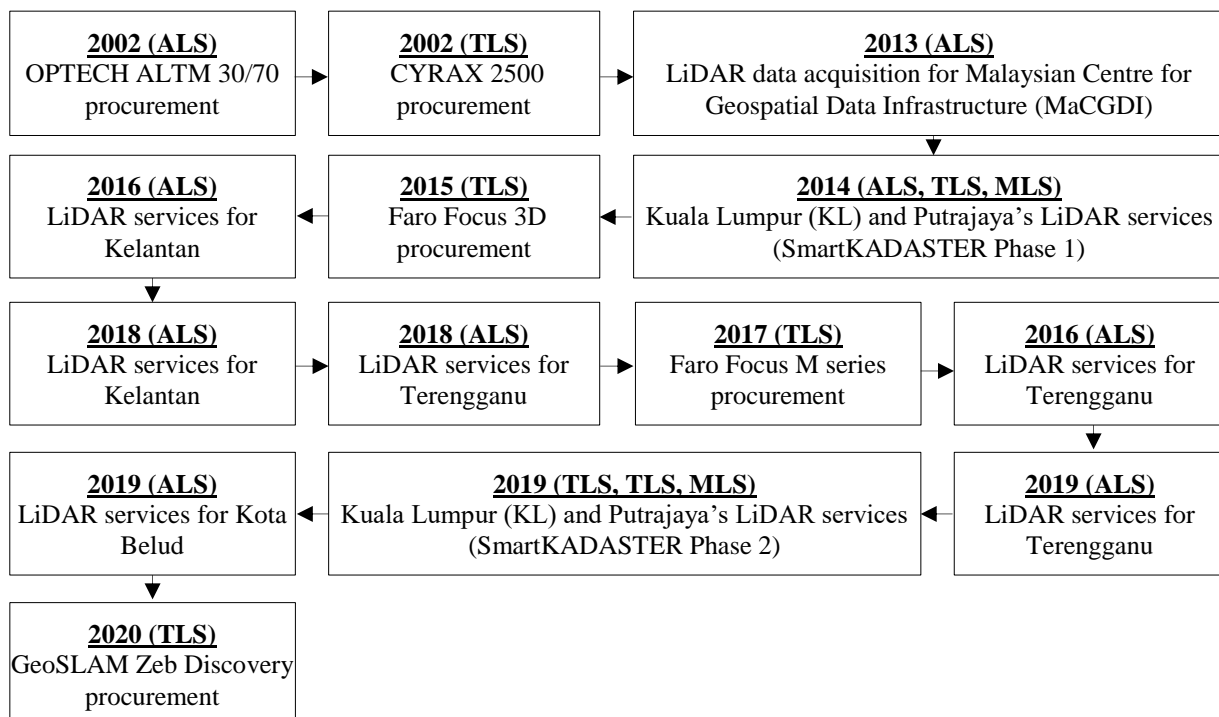 2002 (ALS)
OPTECH ALTM 30/70
procurement
2002 (TLS)
CYRAX 2500
procurement
2013 (ALS)
LiDAR data acquisition for Malaysian Centre for
Geospatial Data Infrastructure (MaCGDI)
2016 (ALS)
LiDAR services for
Kelantan
2015 (TLS)
Faro Focus 3D
procurement
2014 (ALS, TLS, MLS)
Kuala Lumpur (KL) and Putrajaya’s LiDAR services
(SmartKADASTER Phase 1)
2018 (ALS)
LiDAR services for
Kelantan
2018 (ALS)
LiDAR services for
Terengganu
2017 (TLS)
Faro Focus M series
procurement
2016 (ALS)
LiDAR services for
Terengganu
2019 (ALS)
LiDAR services for Kota
Belud
2019 (TLS, TLS, MLS)
Kuala Lumpur (KL) and Putrajaya’s LiDAR services
(SmartKADASTER Phase 2)
2019 (ALS)
LiDAR services for
Terengganu
2020 (TLS)
GeoSLAM Zeb Discovery
procurement